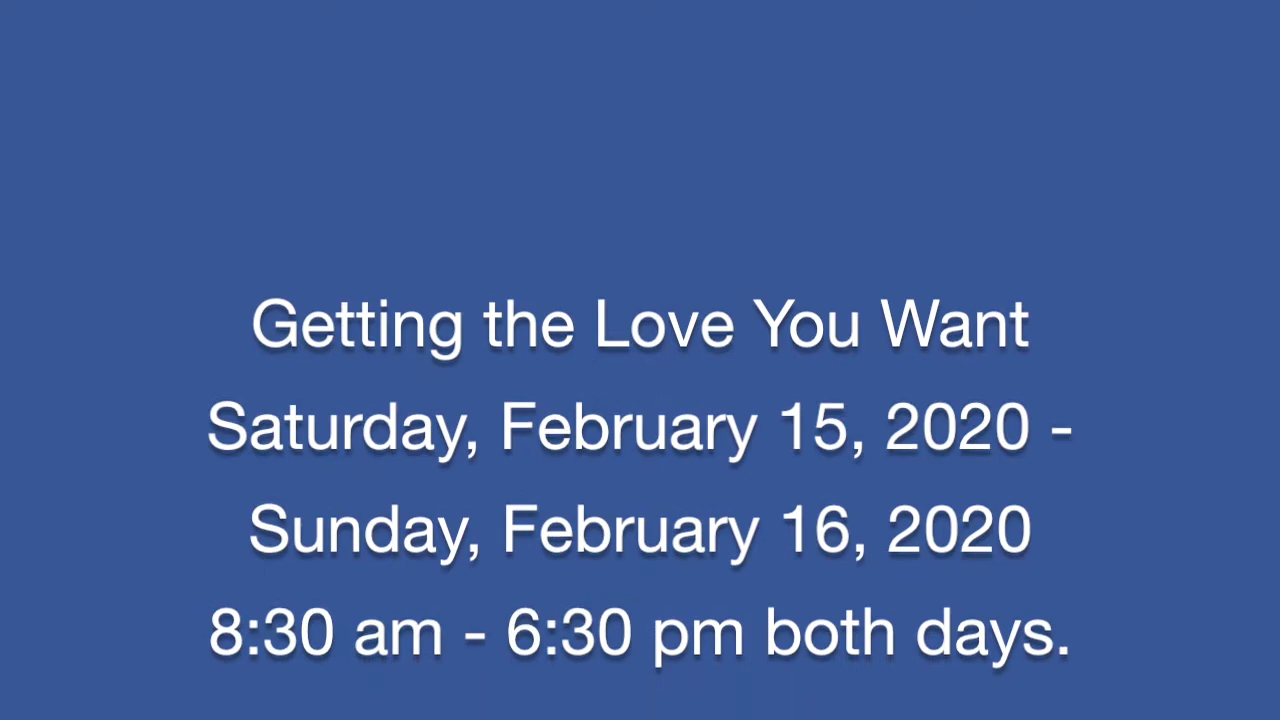 Getting the Love You Want
Saturday, February 15, 2020 -
Sunday, February 16, 2020
8:30 am - 6:30 pm both days.